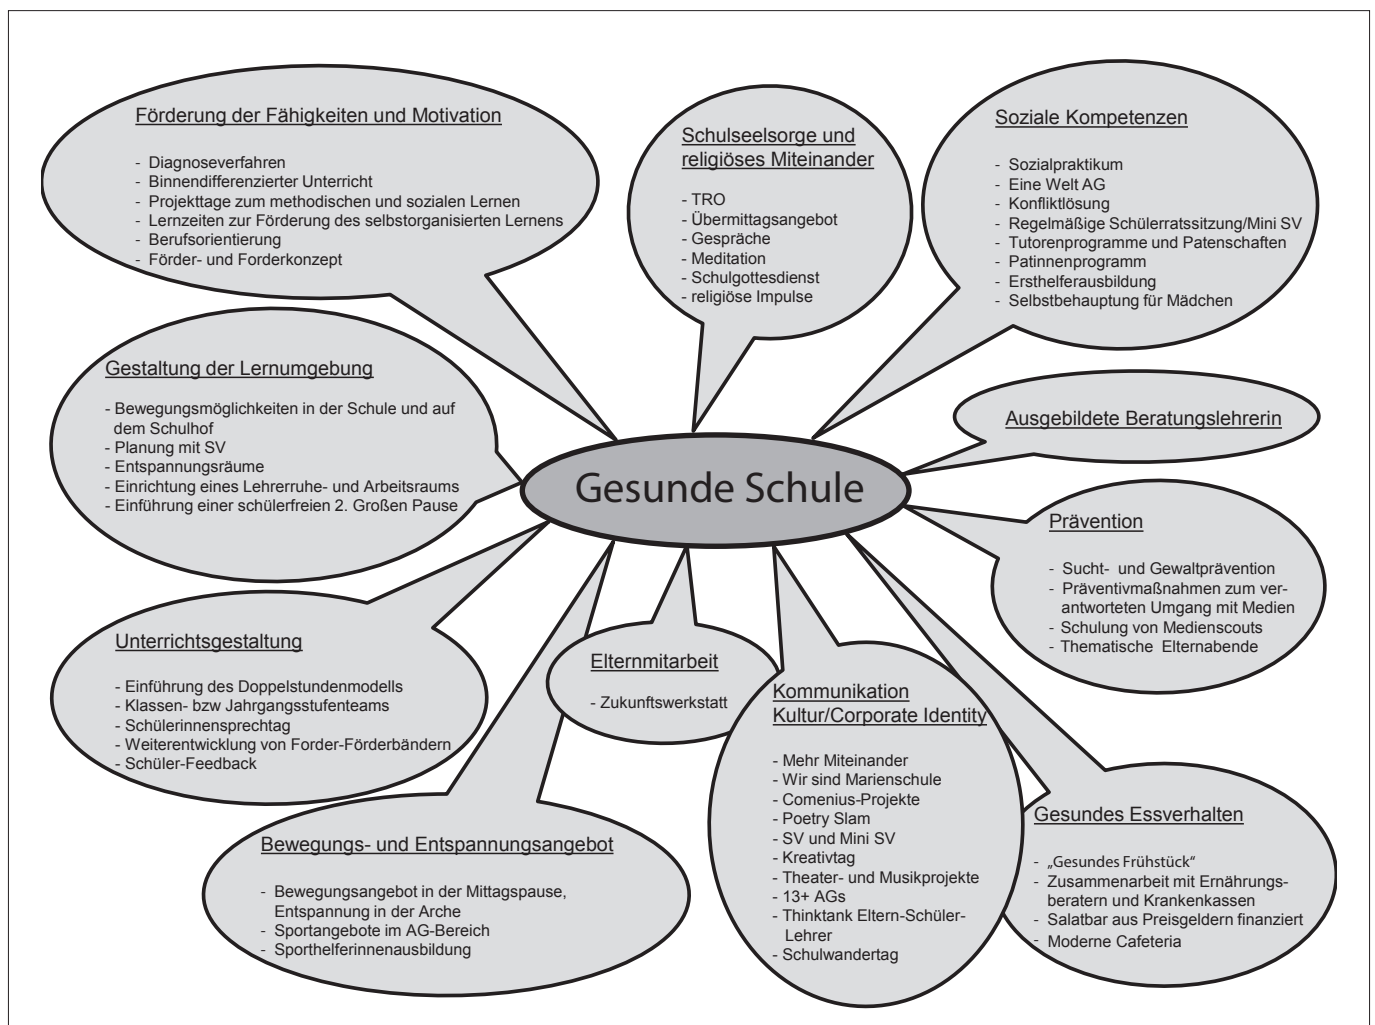 Förderung der Fähigkeiten und Motivation
- Diagnoseverfahren
- Binnendifferenzierter Unterricht
- Projekttage zum methodischen und sozialen Lernen
- Lernzeiten zur Förderung des selbstorganisierten Lernens
- Berufsorientierung
- Förder- und Forderkonzept
Schulseelsorge und
religiöses Miteinander
- TRO
- Übermittagsangebot
- Gespräche
- Meditation
- Schulgottesdienst
- religiöse Impulse
Soziale Kompetenzen
- Sozialpraktikum
- Eine Welt AG
- Konfliktlösung
- Regelmäßige Schülerratssitzung/Mini SV
- Tutorenprogramme und Patenschaften
- Patinnenprogramm
- Ersthelferausbildung
- Selbstbehauptung für Mädchen
Gestaltung der Lernumgebung
- Bewegungsmöglichkeiten in der Schule und auf
dem Schulhof
- Planung mit SV
- Entspannungsräume
- Einrichtung eines Lehrerruhe- und Arbeitsraums
- Einführung einer schülerfreien 2. Großen Pause
Ausgebildete Beratungslehrerin
Gesunde Schule
Prävention
- Sucht- und Gewaltprävention
- Präventivmaßnahmen zum ver-
antworteten Umgang mit Medien
- Schulung von Medienscouts
- Thematische Elternabende
Unterrichtsgestaltung
- Einführung des Doppelstundenmodells
- Klassen- bzw Jahrgangsstufenteams
- Schülerinnensprechtag
- Weiterentwicklung von Forder-Förderbändern
- Schüler-Feedback
Elternmitarbeit
- Zukunftswerkstatt
Kommunikation
Kultur/Corporate Identity
- Mehr Miteinander
- Wir sind Marienschule
- Comenius-Projekte
- Poetry Slam
- SV und Mini SV
- Kreativtag
- Theater- und Musikprojekte
- 13+ AGs
- Thinktank Eltern-Schüler-
Lehrer
- Schulwandertag
Gesundes Essverhalten
- „Gesundes Frühstück“
- Zusammenarbeit mit Ernährungs-
beratern und Krankenkassen
- Salatbar aus Preisgeldern finanziert
- Moderne Cafeteria
Bewegungs- und Entspannungsangebot
- Bewegungsangebot in der Mittagspause,
Entspannung in der Arche
- Sportangebote im AG-Bereich
- Sporthelferinnenausbildung